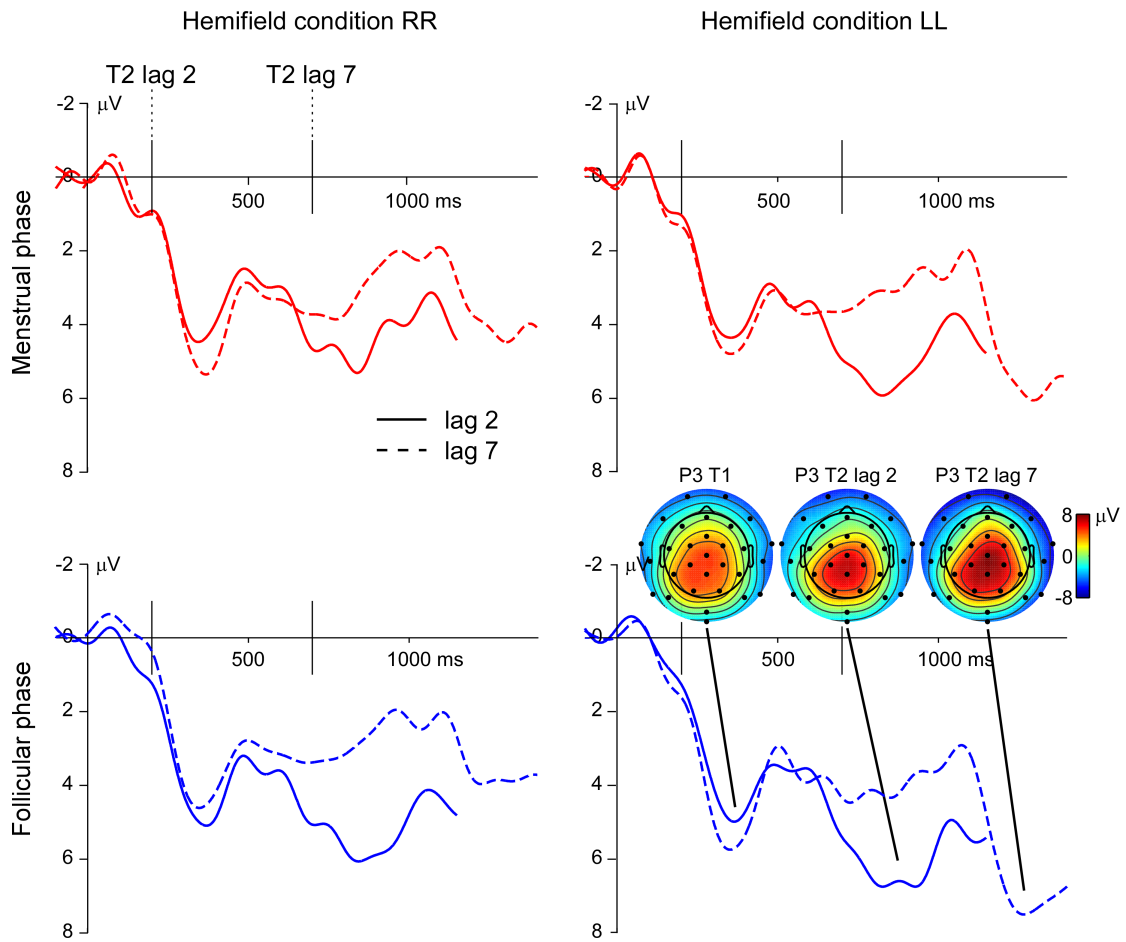 Hemifield condition RR
Hemifield condition LL
T2 lag 2
T2 lag 7
Menstrual phase
-2
µV
0
500
1000 ms
2
4
6
8
-2
µV
0
500
1000 ms
2
4
6
8
lag 2
lag 7
P3 T1
P3 T2 lag 2
P3 T2 lag 7
8
µV
0
-8
Follicular phase
-2
µV
0
500
1000 ms
2
4
6
8
-2
µV
0
500
1000 ms
2
4
6
8